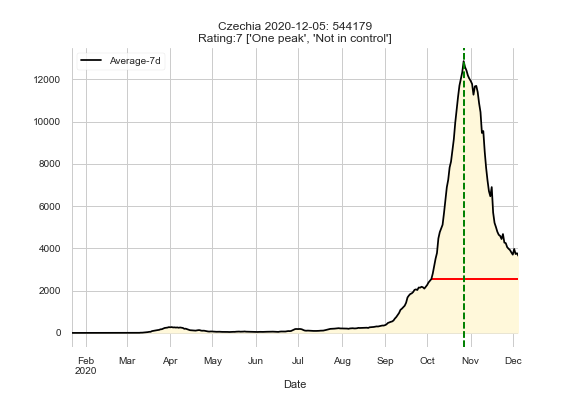 Czechia 2020-12-05: 544179
Rating:7 ['One peak', 'Not in control']
Average-7d
12000
10000
8000
6000
4000
2000
0
Feb Mar Apr May Jun Jul Aug Sep Oct Nov Dec
2020
Date